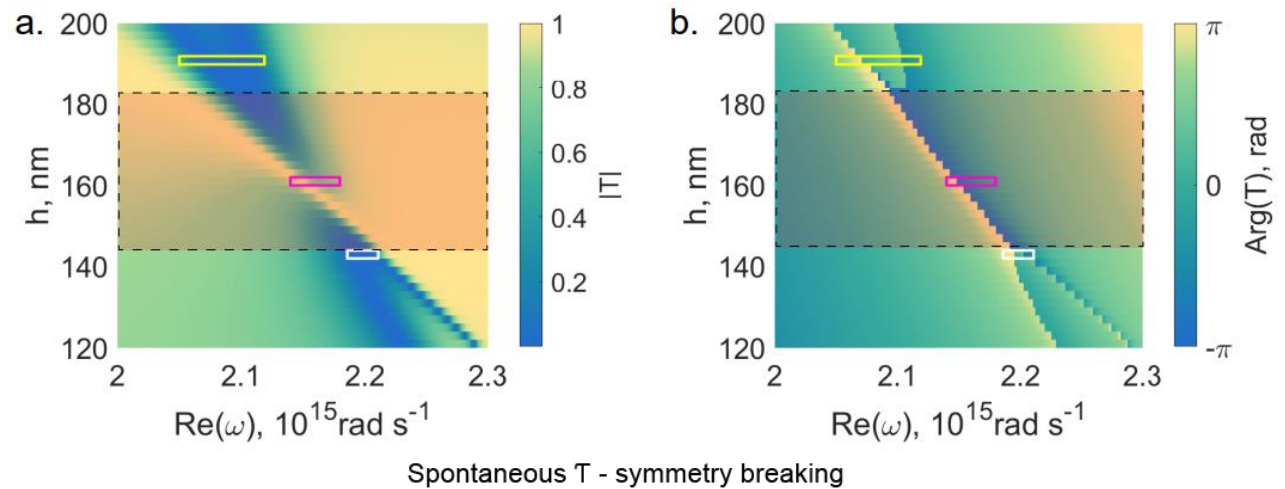 a.
200
180
160
140
120
h, nm
2
2.1
2.2
2.3
Re(ω), 10¹⁵rad s⁻¹
1
0.8
0.6
0.4
0.2
|T|
b.
200
180
160
140
120
h, nm
2
2.1
2.2
2.3
Re(ω), 10¹⁵rad s⁻¹
π
0
-π
Arg(T), rad
Spontaneous Ƭ - symmetry breaking